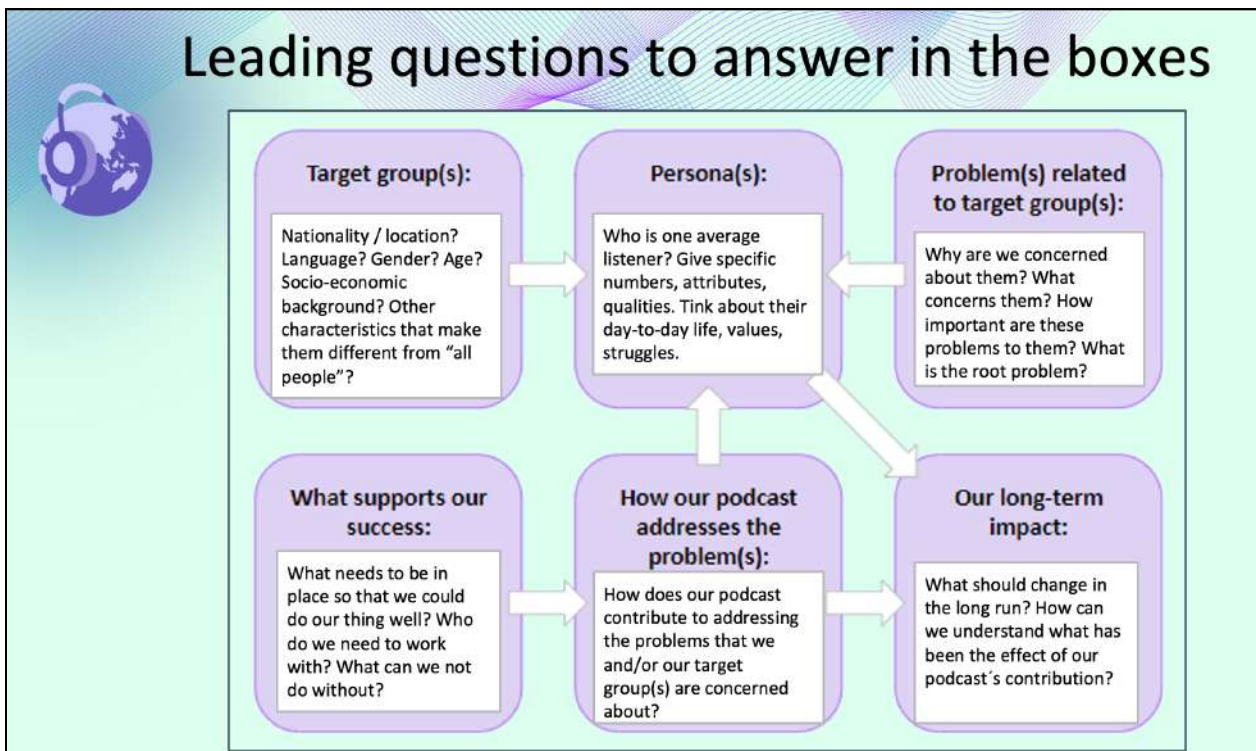 Leading questions to answer in the boxes
Target group(s):
Nationality / location?
Language? Gender? Age?
Socio-economic
background? Other
characteristics that make
them different from “all
people”?
Persona(s):
Who is one average
listener? Give specific
numbers, attributes,
qualities. Tink about their
day-to-day life, values,
struggles.
Problem(s) related
to target group(s):
Why are we concerned
about them? What
concerns them? How
important are these
problems to them? What
is the root problem?
What supports our
success:
What needs to be in
place so that we could
do our thing well? Who
do we need to work
with? What can we not
do without?
How our podcast
addresses the
problem(s):
How does our podcast
contribute to addressing
the problems that we
and/or our target
group(s) are concerned
about?
Our long-term
impact:
What should change in
the long run? How can
we understand what has
been the effect of our
podcast´s contribution?